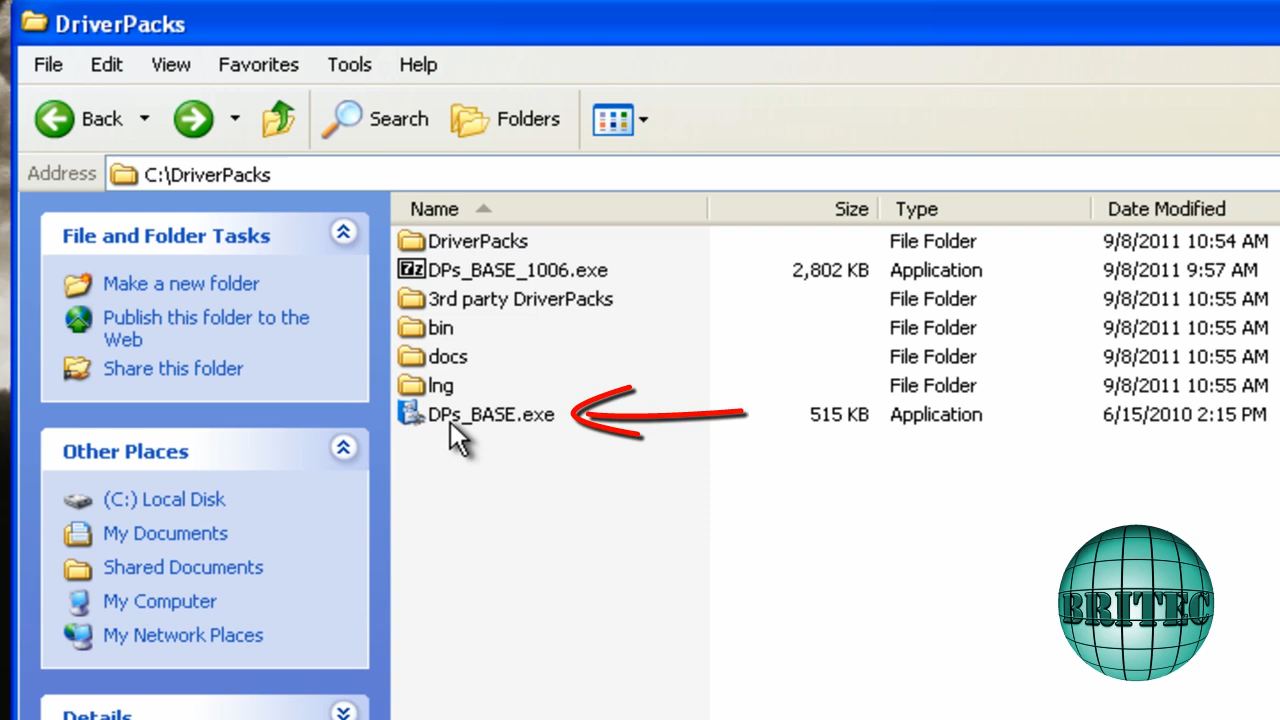 DriverPacks
File Edit View Favorites Tools Help
Back Search Folders
Address C:\DriverPacks
Name Size Type Date Modified
File and Folder Tasks
Make a new folder
Publish this folder to the
Web
Share this folder
Other Places
(C:) Local Disk
My Documents
Shared Documents
My Computer
My Network Places
Details
DriverPacks File Folder 9/8/2011 10:54 AM
DPs_BASE_1006.exe 2,802 KB Application 9/8/2011 9:57 AM
3rd party DriverPacks File Folder 9/8/2011 10:55 AM
bin File Folder 9/8/2011 10:55 AM
docs File Folder 9/8/2011 10:55 AM
lng File Folder 9/8/2011 10:55 AM
DPs_BASE.exe 515 KB Application 6/15/2010 2:15 PM
BRITEC